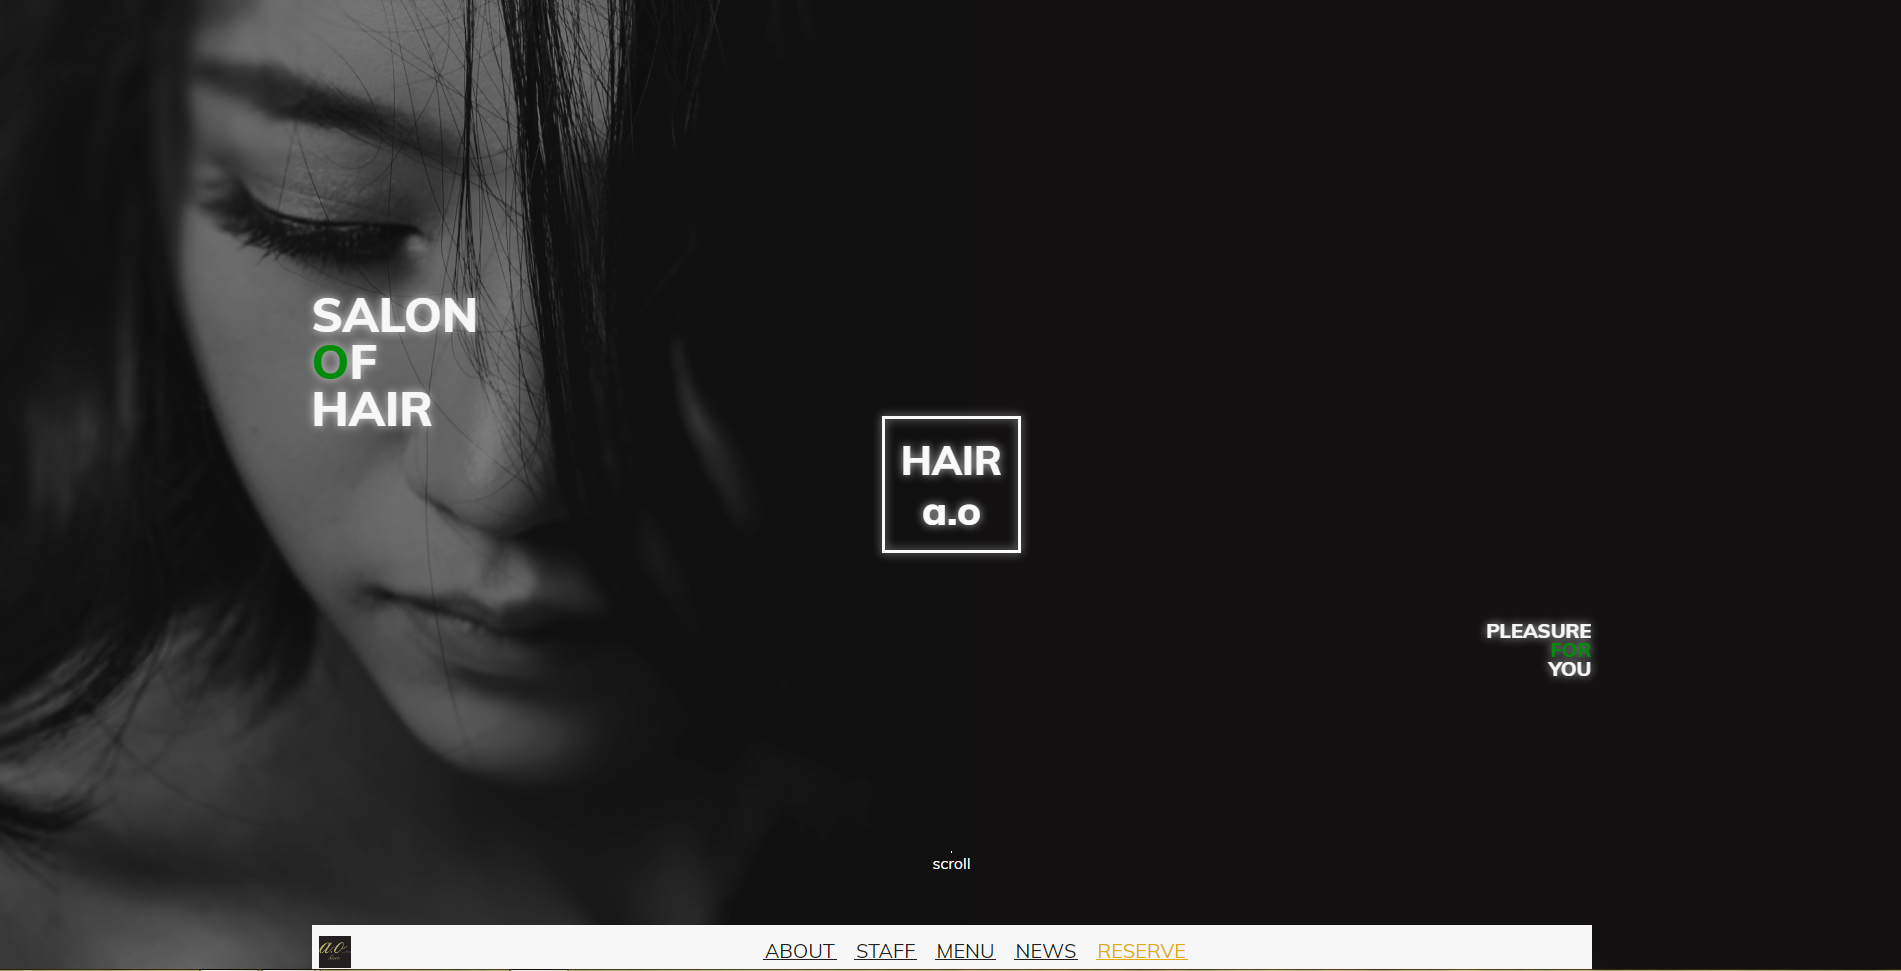 SALON
OF
HAIR
HAIR
a.o
PLEASURE
FOR
YOU
scroll
a.o
ABOUT STAFF MENU NEWS RESERVE